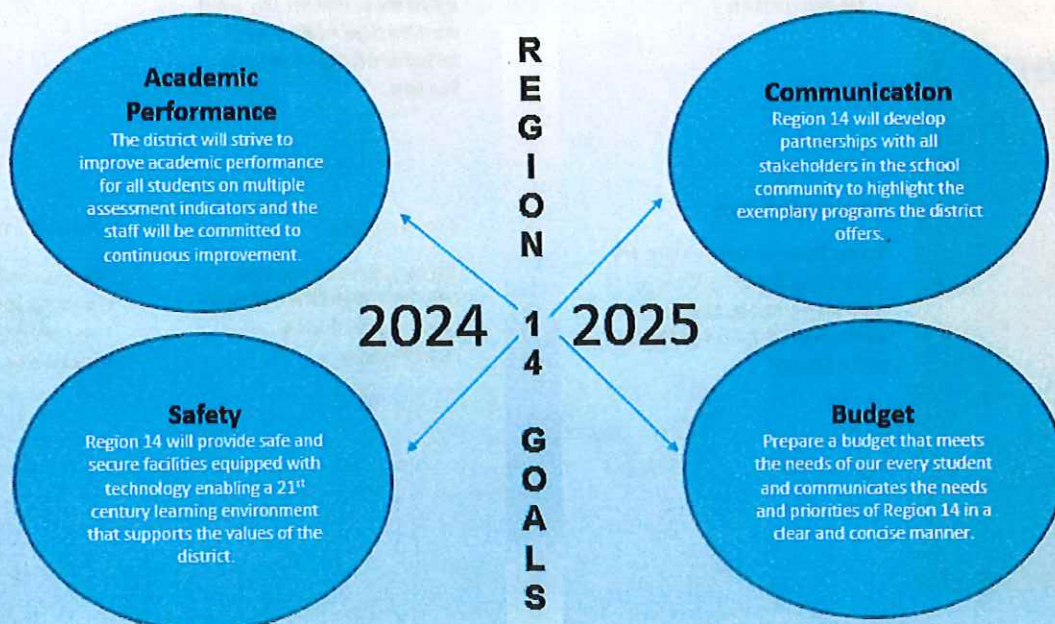 Academic
Performance
The district will strive to
improve academic performance
for all students on multiple
assessment indicators and the
staff will be committed to
continuous improvement.
R
E
G
I
O
N
1
4
G
O
A
L
S
Communication
Region 14 will develop
partnerships with all
stakeholders in the school
community to highlight the
exemplary programs the district
offers.
2024
2025
Safety
Region 14 will provide safe and
secure facilities equipped with
technology enabling a 21st
century learning environment
that supports the values of the
district.
Budget
Prepare a budget that meets
the needs of our every student
and communicates the needs
and priorities of Region 14 in a
clear and concise manner.